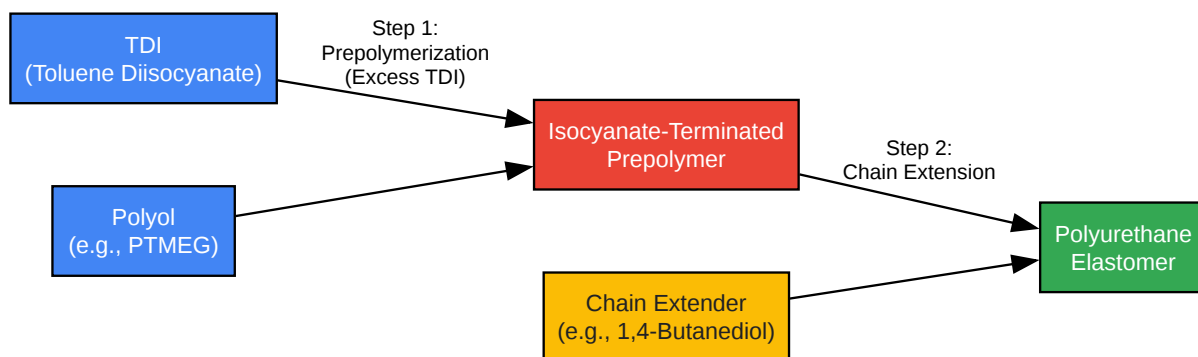 TDI
(Toluene Diisocyanate)
Step 1:
Prepolymerization
(Excess TDI)
Polyol
(e.g., PTMEG)
Isocyanate-Terminated
Prepolymer
Step 2:
Chain Extension
Chain Extender
(e.g., 1,4-Butanediol)
Polyurethane
Elastomer